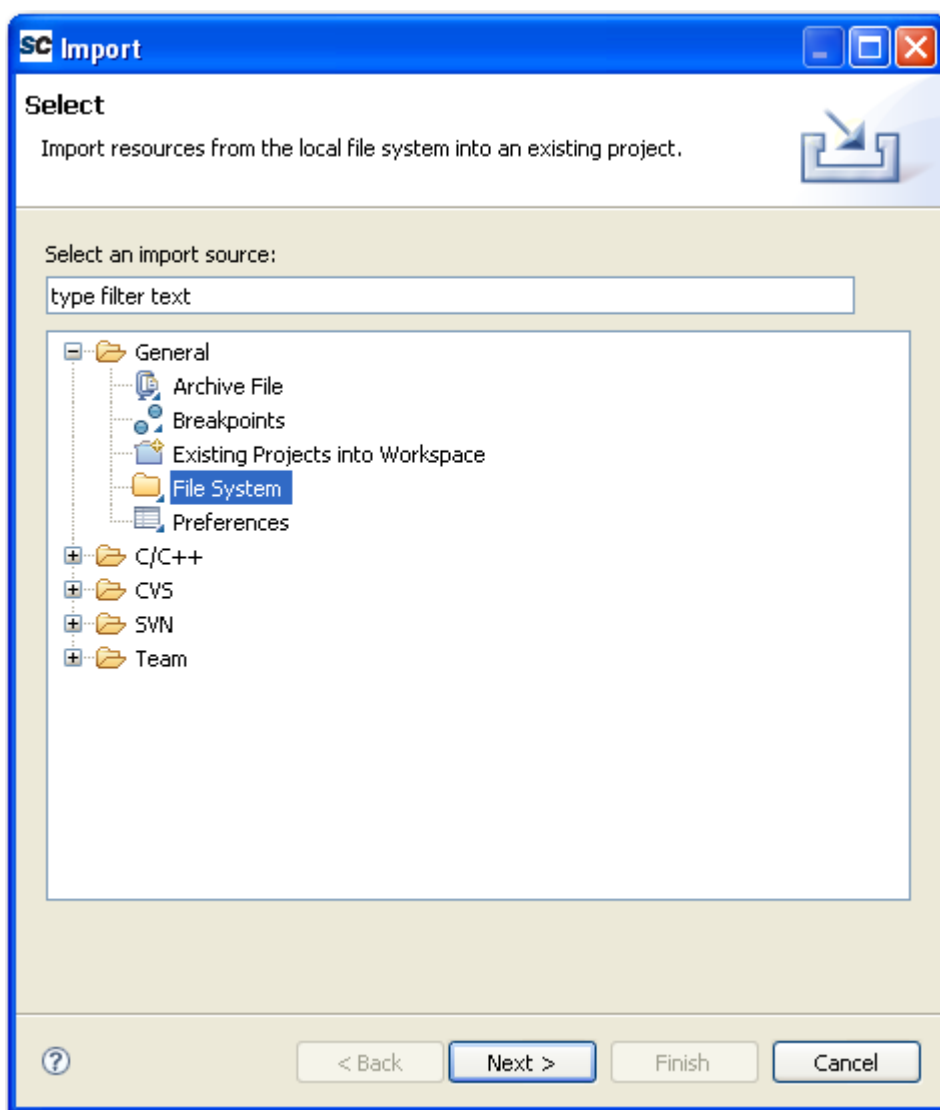 SC Import
Select
Import resources from the local file system into an existing project.
Select an import source:
type filter text
General
Archive File
Breakpoints
Existing Projects into Workspace
File System
Preferences
C/C++
CVS
SVN
Team
? < Back Next > Finish Cancel